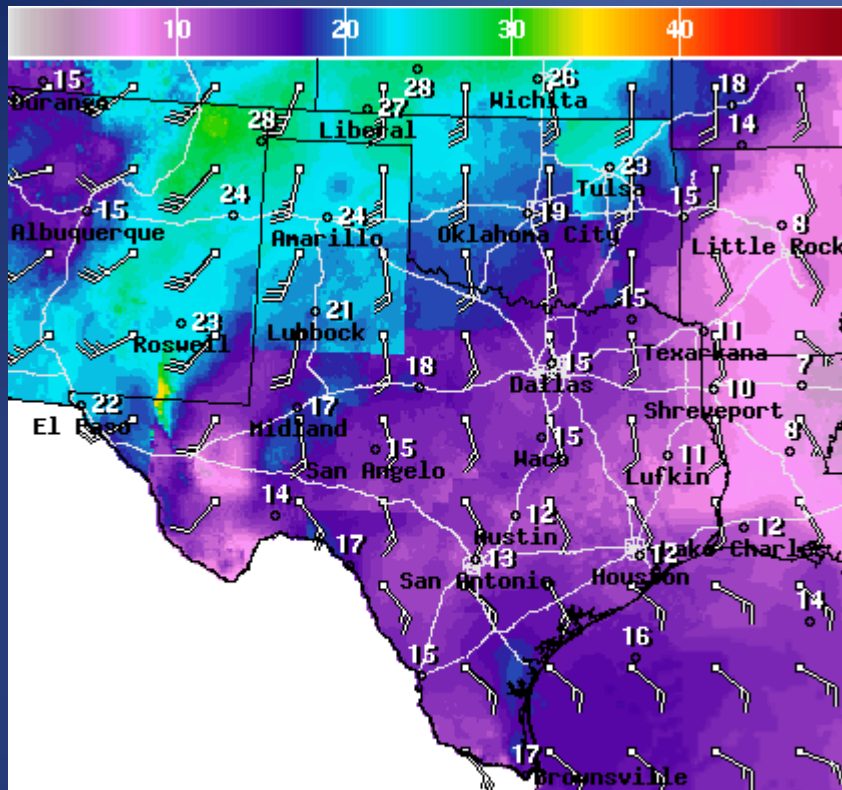 10 20 30 40
15 28 26 18
Durango 28 27 Wichita
Liberal 14
23
Tulsa
15 24 24 19 15 8
Albuquerque Amarillo Oklahoma City Little Rock
23 21 15 11
Roswell Lubbock Texarkana
18 15 10 7
Dallas
22 17 Shreveport
El Paso Midland 15 15 11 8
San Angelo Waco Lufkin
14 12 12
17 Austin Lake Charles
13 12
San Antonio Houston
14
15 16
17
Brownsville